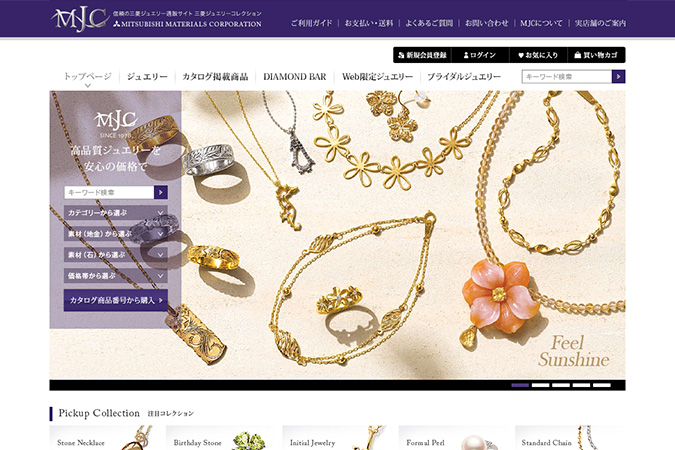 MJC
信頼の三菱ジュエリー通販サイト 三菱ジュエリーコレクション
MITSUBISHI MATERIALS CORPORATION
ご利用ガイド | お支払い・送料 | よくあるご質問 | お問い合わせ | MJCについて | 実店舗のご案内
新規会員登録 ログイン お気に入り 買い物カゴ
トップページ ジュエリー カタログ掲載商品 DIAMOND BAR Web限定ジュエリー ブライダルジュエリー キーワード検索
MJC
SINCE 1970
高品質ジュエリーを
安心の価格で
キーワード検索
カテゴリーから選ぶ
素材(地金)から選ぶ
素材(石)から選ぶ
価格帯から選ぶ
カタログ商品番号から購入
Feel
Sunshine
Pickup Collection 注目コレクション
Stone Necklace Birthday Stone Initial Jewelry Formal Perl Standard Chain